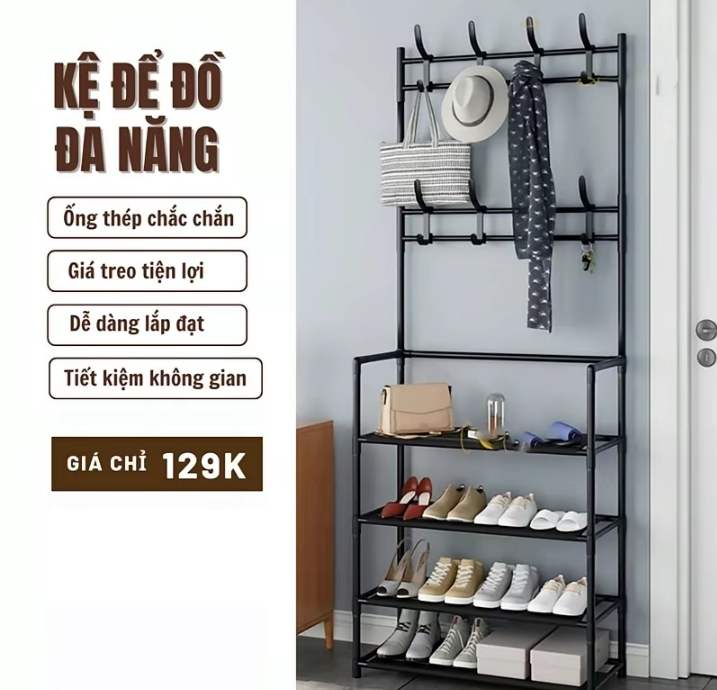 KỆ ĐỂ ĐỒ
ĐA NĂNG
Ống thép chắc chắn
Giá treo tiện lợi
Dễ dàng lắp đạt
Tiết kiệm không gian
GIÁ CHỈ 129K